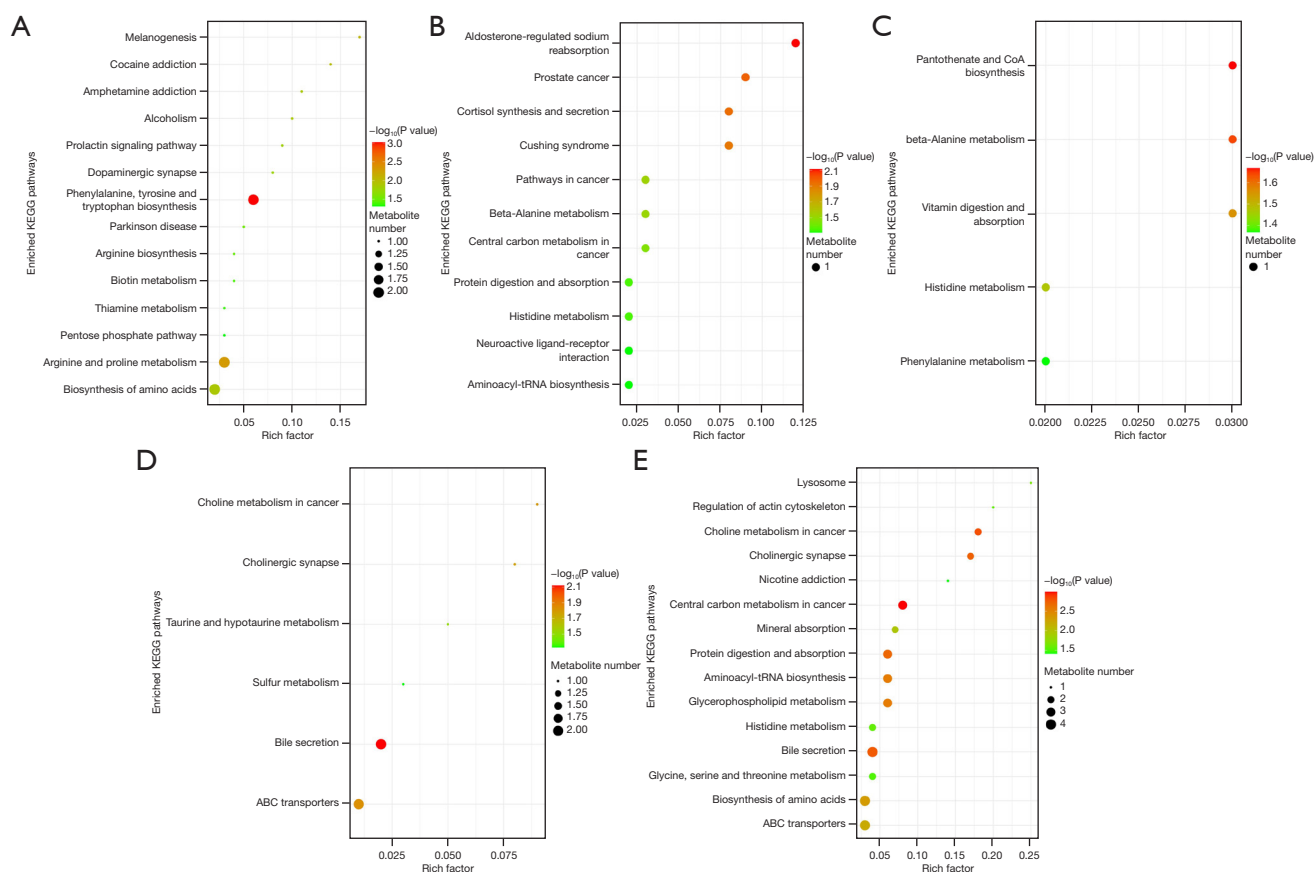 A
Enriched KEGG pathways
Melanogenesis
Cocaine addiction
Amphetamine addiction
Alcoholism
Prolactin signaling pathway
Dopaminergic synapse
Phenylalanine, tyrosine and
tryptophan biosynthesis
Parkinson disease
Arginine biosynthesis
Biotin metabolism
Thiamine metabolism
Pentose phosphate pathway
Arginine and proline metabolism
Biosynthesis of amino acids
0.05 0.10 0.15
Rich factor
−log₁₀(P value)
3.0
2.5
2.0
1.5
Metabolite
number
1.00
1.25
1.50
1.75
2.00
B
Enriched KEGG pathways
Aldosterone-regulated sodium
reabsorption
Prostate cancer
Cortisol synthesis and secretion
Cushing syndrome
Pathways in cancer
Beta-Alanine metabolism
Central carbon metabolism in
cancer
Protein digestion and absorption
Histidine metabolism
Neuroactive ligand-receptor
interaction
Aminoacyl-tRNA biosynthesis
0.025 0.050 0.075 0.100 0.125
Rich factor
−log₁₀(P value)
2.1
1.9
1.7
1.5
Metabolite
number
1
C
Enriched KEGG pathways
Pantothenate and CoA
biosynthesis
beta-Alanine metabolism
Vitamin digestion and
absorption
Histidine metabolism
Phenylalanine metabolism
0.0200 0.0225 0.0250 0.0275 0.0300
Rich factor
−log₁₀(P value)
1.6
1.5
1.4
Metabolite
number
1
D
Enriched KEGG pathways
Choline metabolism in cancer
Cholinergic synapse
Taurine and hypotaurine metabolism
Sulfur metabolism
Bile secretion
ABC transporters
0.025 0.050 0.075
Rich factor
−log₁₀(P value)
2.1
1.9
1.7
1.5
Metabolite number
1.00
1.25
1.50
1.75
2.00
E
Enriched KEGG pathways
Lysosome
Regulation of actin cytoskeleton
Choline metabolism in cancer
Cholinergic synapse
Nicotine addiction
Central carbon metabolism in cancer
Mineral absorption
Protein digestion and absorption
Aminoacyl-tRNA biosynthesis
Glycerophospholipid metabolism
Histidine metabolism
Bile secretion
Glycine, serine and threonine metabolism
Biosynthesis of amino acids
ABC transporters
0.05 0.10 0.15 0.20 0.25
Rich factor
−log₁₀(P value)
2.5
2.0
1.5
Metabolite number
1
2
3
4